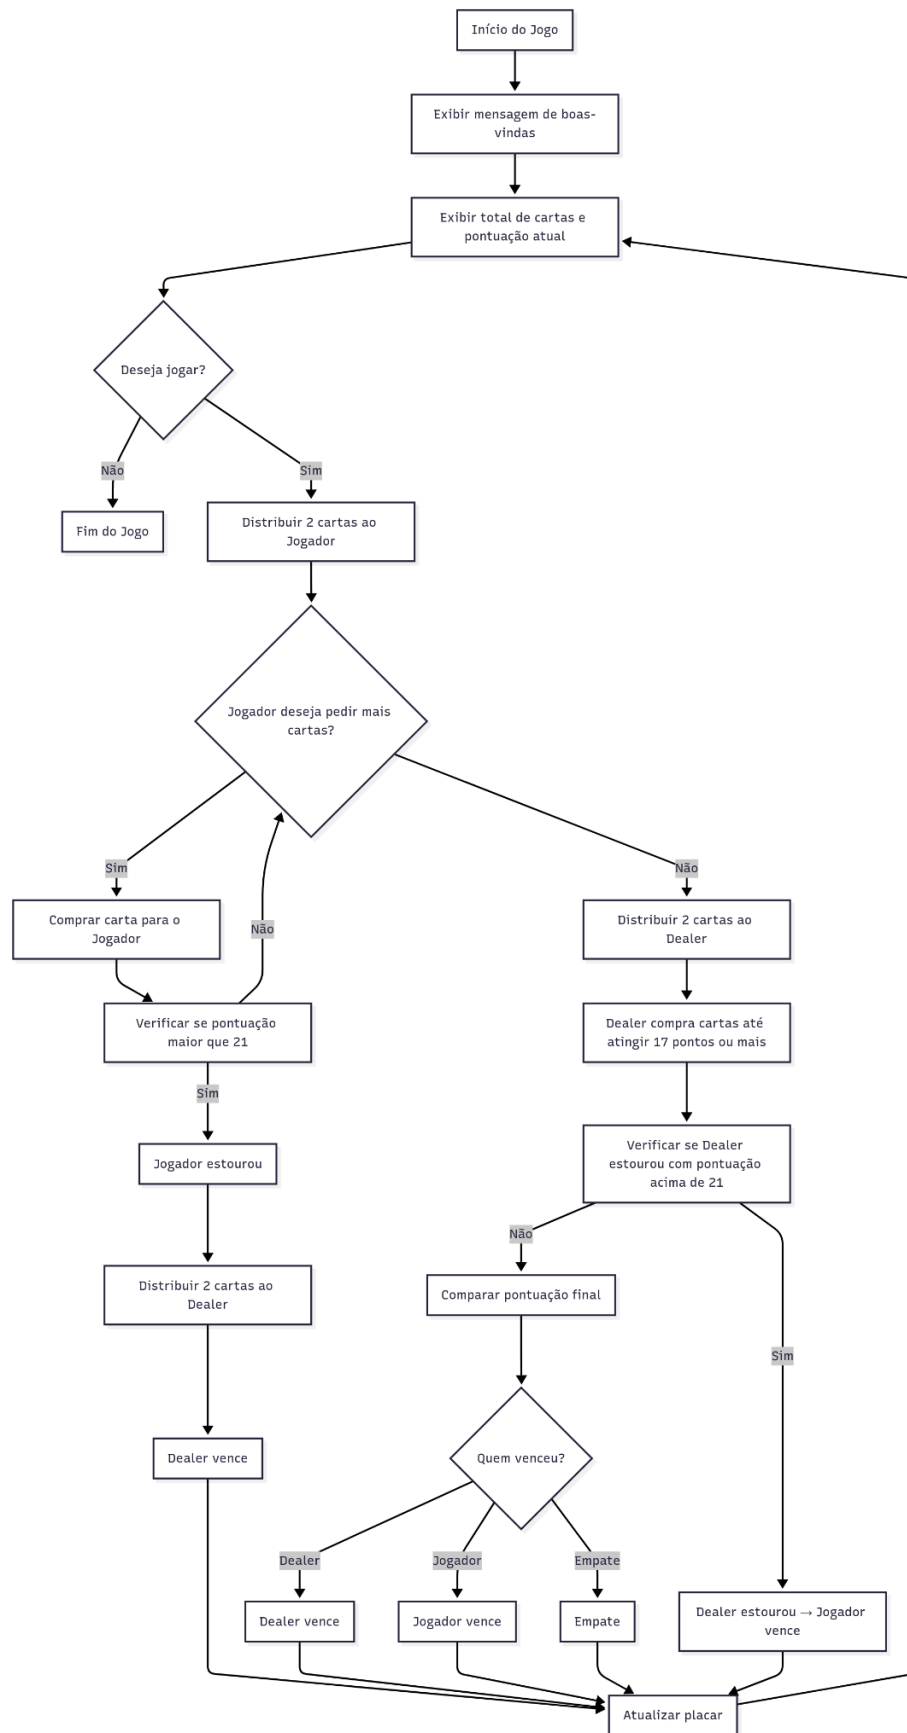 Início do Jogo
Exibir mensagem de boas-
vindas
Exibir total de cartas e
pontuação atual
Deseja jogar?
Não
Sim
Fim do Jogo
Distribuir 2 cartas ao
Jogador
Jogador deseja pedir mais
cartas?
Sim
Não
Comprar carta para o
Jogador
Não
Distribuir 2 cartas ao
Dealer
Verificar se pontuação
maior que 21
Dealer compra cartas até
atingir 17 pontos ou mais
Sim
Jogador estourou
Verificar se Dealer
estourou com pontuação
acima de 21
Não
Distribuir 2 cartas ao
Dealer
Comparar pontuação final
Sim
Dealer vence
Quem venceu?
Dealer
Jogador
Empate
Dealer vence
Jogador vence
Empate
Dealer estourou → Jogador
vence
Atualizar placar